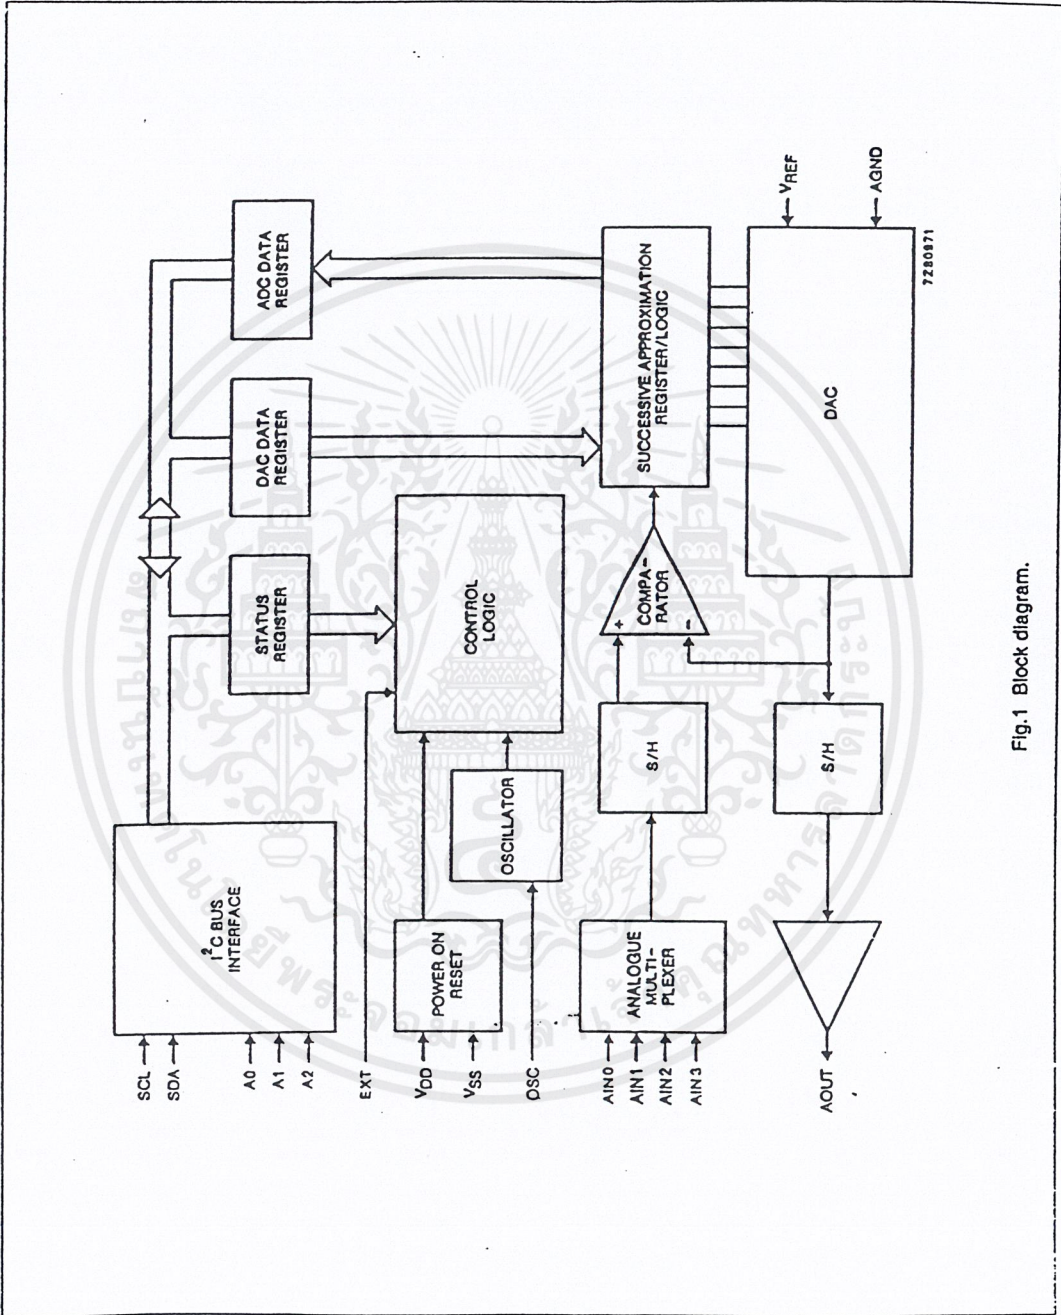 SCL
SDA
A0
A1
A2
EXT
VDD
VSS
OSC
AIN0
AIN1
AIN2
AIN3
AOUT
I²C BUS
INTERFACE
POWER ON
RESET
OSCILLATOR
ANALOGUE
MULTI-
PLEXER
STATUS
REGISTER
DAC DATA
REGISTER
ADC DATA
REGISTER
CONTROL
LOGIC
S/H
+
COMPA-
RATOR
-
SUCCESSIVE APPROXIMATION
REGISTER/LOGIC
S/H
DAC
VREF
AGND
7280871
Fig.1 Block diagram.